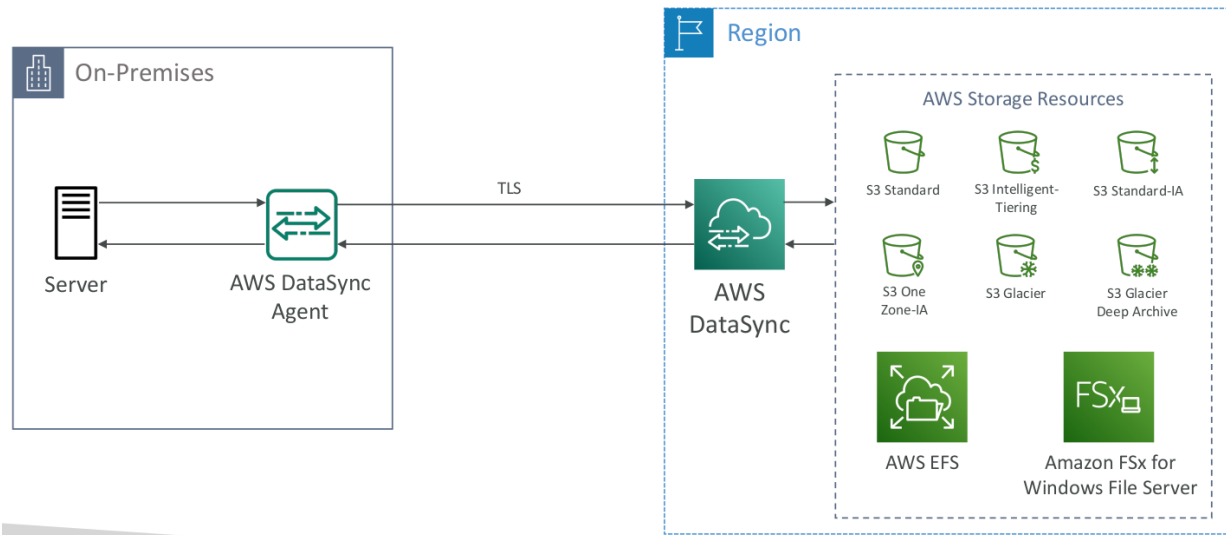 On-Premises
Server
AWS DataSync
Agent
TLS
Region
AWS
DataSync
AWS Storage Resources
S3 Standard
S3 Intelligent-
Tiering
S3 Standard-IA
S3 One
Zone-IA
S3 Glacier
S3 Glacier
Deep Archive
AWS EFS
FSx
Amazon FSx for
Windows File Server